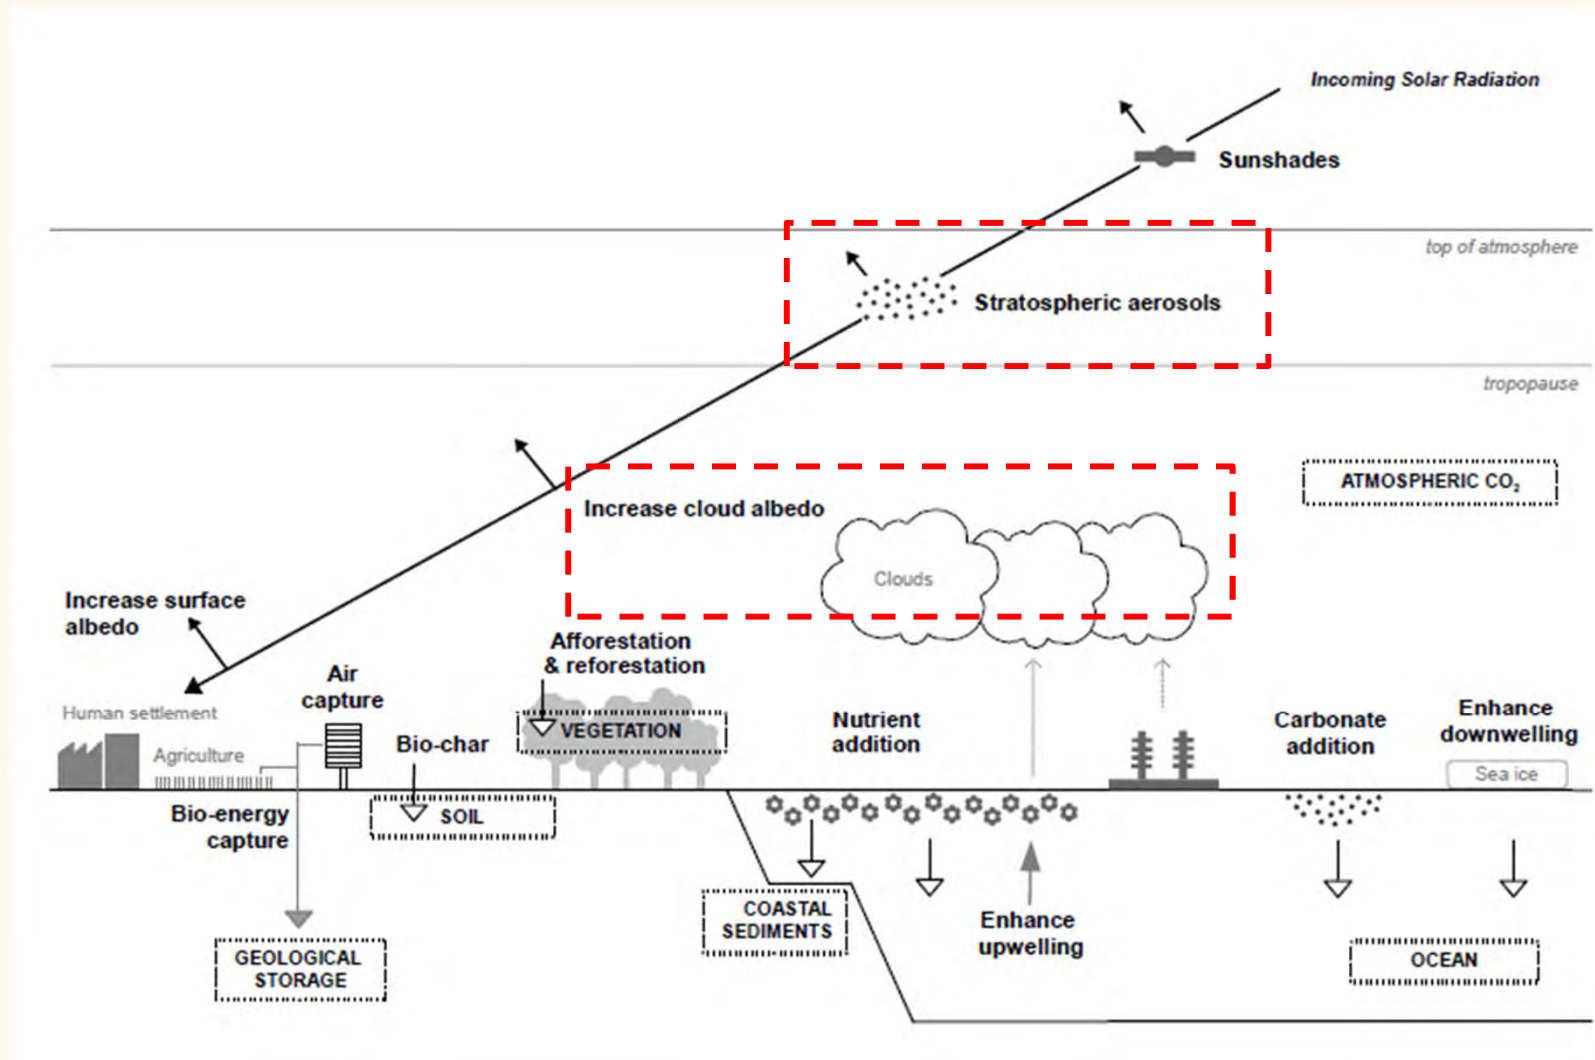 Incoming Solar Radiation
Sunshades
top of atmosphere
Stratospheric aerosols
tropopause
ATMOSPHERIC CO₂
Increase cloud albedo
Clouds
Increase surface
albedo
Afforestation
& reforestation
Air
capture
Human settlement
Agriculture
Bio-char
VEGETATION
Nutrient
addition
Carbonate
addition
Enhance
downwelling
Sea ice
Bio-energy
capture
SOIL
COASTAL
SEDIMENTS
Enhance
upwelling
GEOLOGICAL
STORAGE
OCEAN